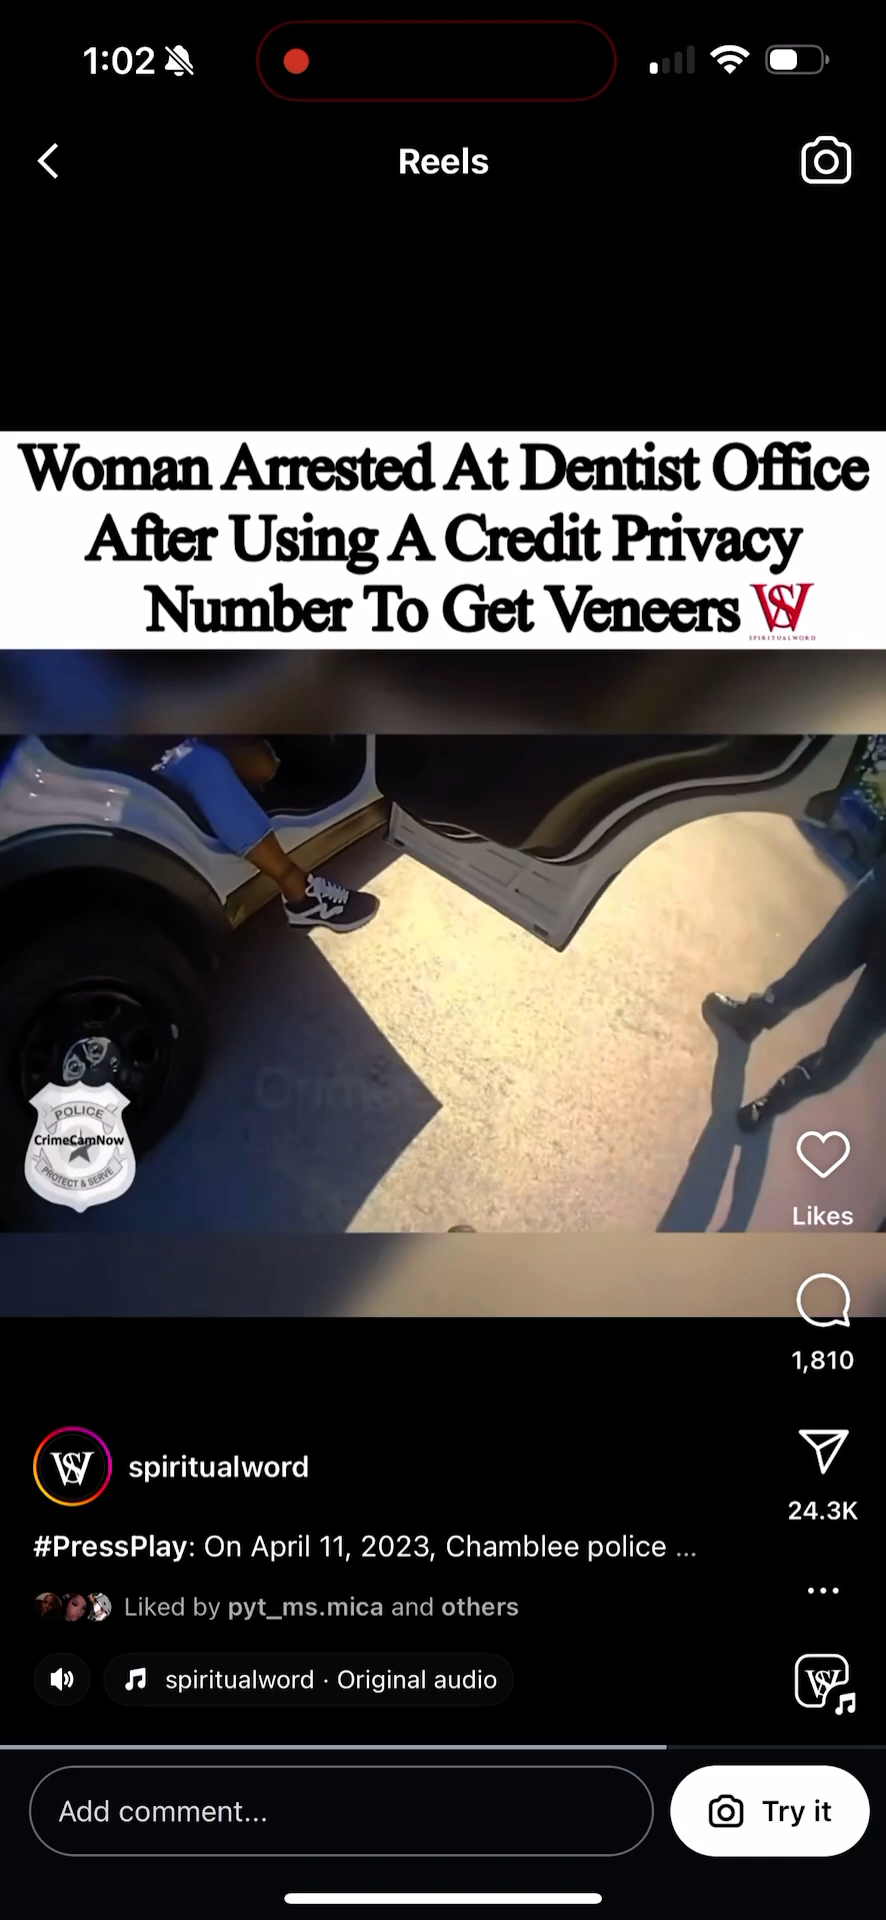 1:02
Reels
Woman Arrested At Dentist Office
After Using A Credit Privacy
Number To Get Veneers
SPIRITUALWORD
POLICE
CrimeCamNow
PROTECT & SERVE
Likes
1,810
spiritualword
24.3K
#PressPlay: On April 11, 2023, Chamblee police ...
Liked by pyt_ms.mica and others
spiritualword · Original audio
Add comment...
Try it